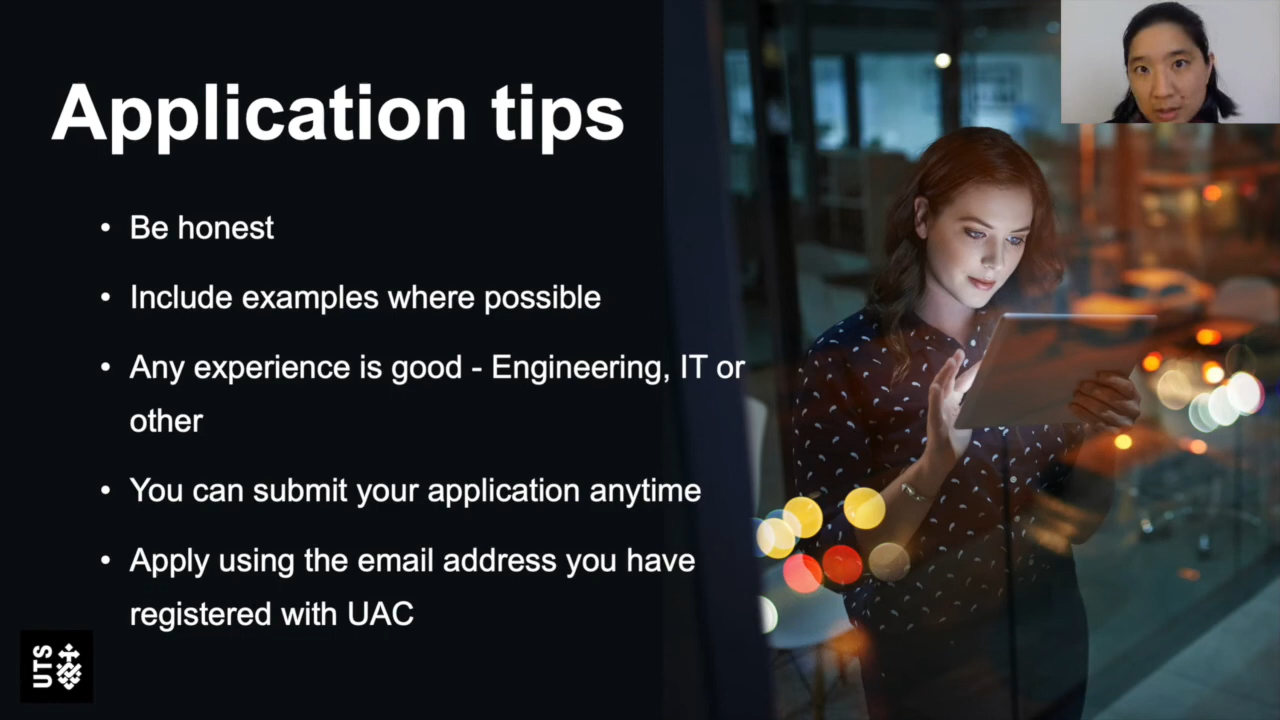 Application tips
• Be honest
• Include examples where possible
• Any experience is good - Engineering, IT or
other
• You can submit your application anytime
• Apply using the email address you have
registered with UAC
UTS